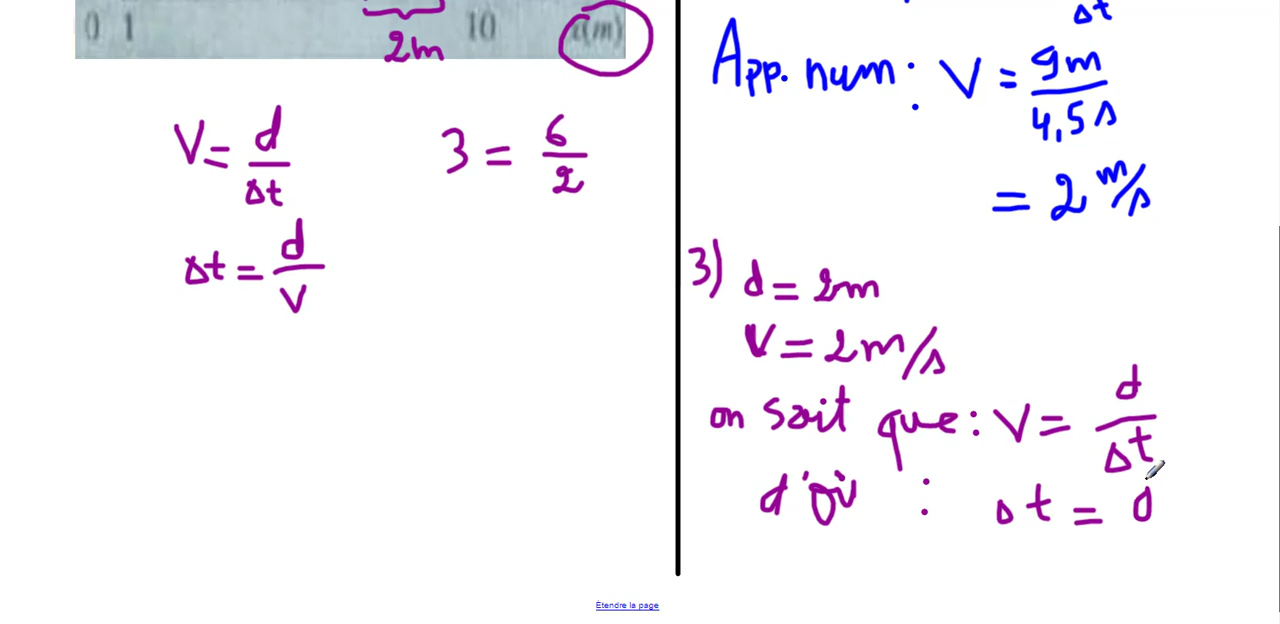 0 1 10 x(m)
2m
V = d/Δt
3 = 6/2
Δt = d/V
Δt
App. num : V = 9m/4,5s
= 2 m/s
3) d = 2m
V = 2m/s
on sait que : V = d/Δt
d'où : Δt = d
Étendre la page